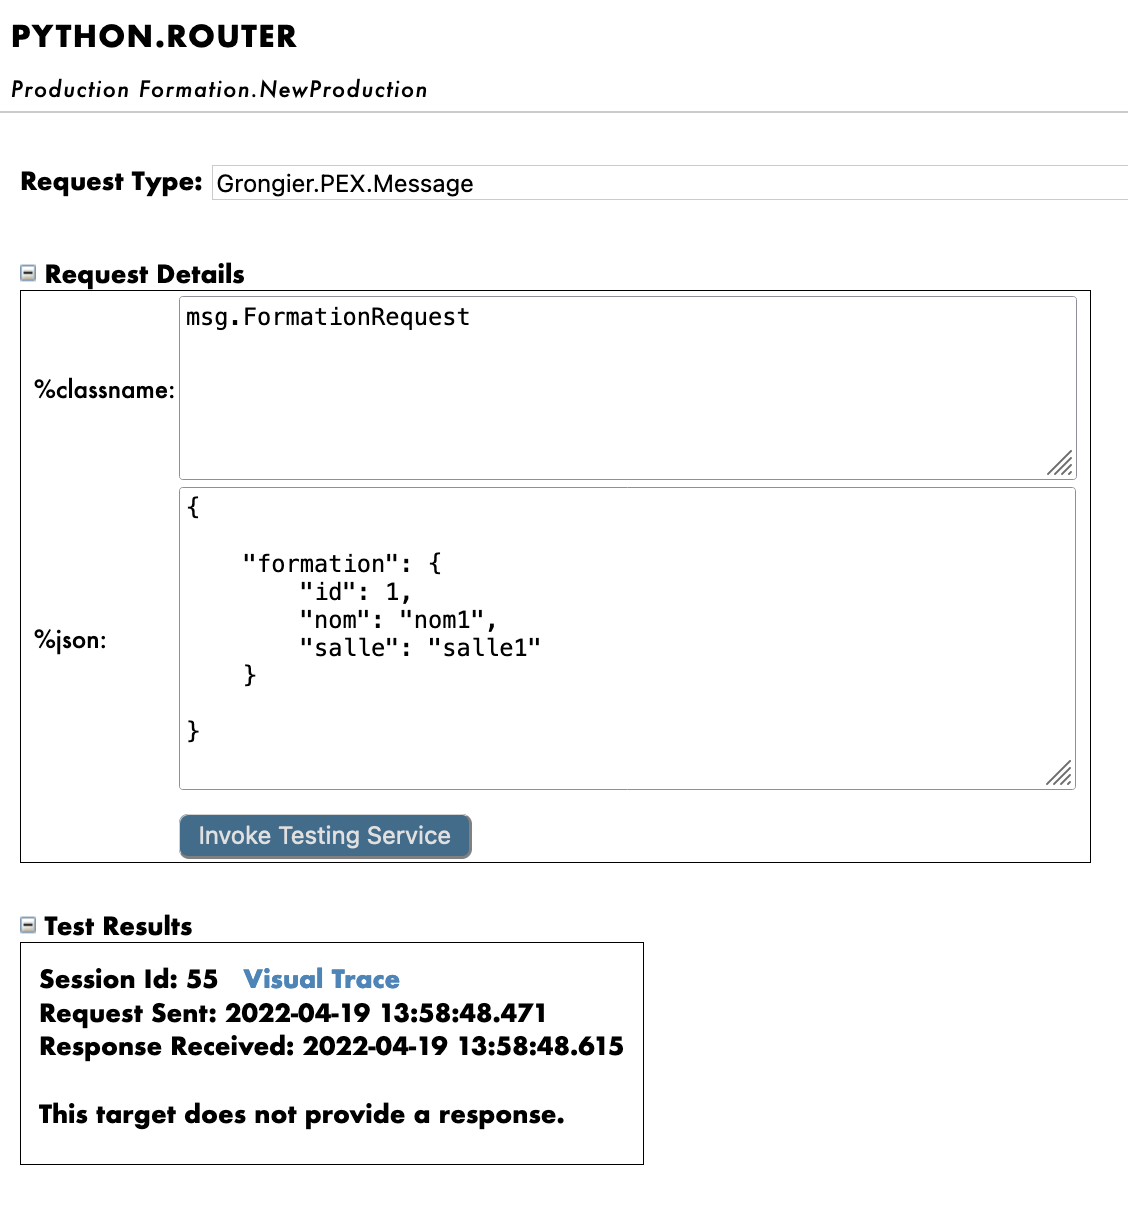 PYTHON.ROUTER
Production Formation.NewProduction
Request Type: Grongier.PEX.Message
Request Details
%classname:
msg.FormationRequest
%json:
{
"formation": {
"id": 1,
"nom": "nom1",
"salle": "salle1"
}
}
Invoke Testing Service
Test Results
Session Id: 55 Visual Trace
Request Sent: 2022-04-19 13:58:48.471
Response Received: 2022-04-19 13:58:48.615
This target does not provide a response.